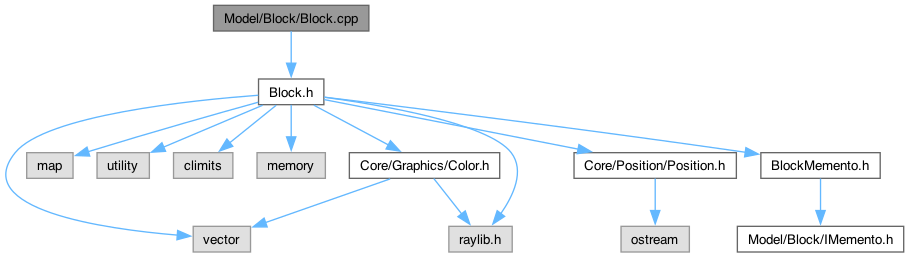 Model/Block/Block.cpp
Block.h
map
utility
climits
memory
Core/Graphics/Color.h
Core/Position/Position.h
BlockMemento.h
vector
raylib.h
ostream
Model/Block/IMemento.h